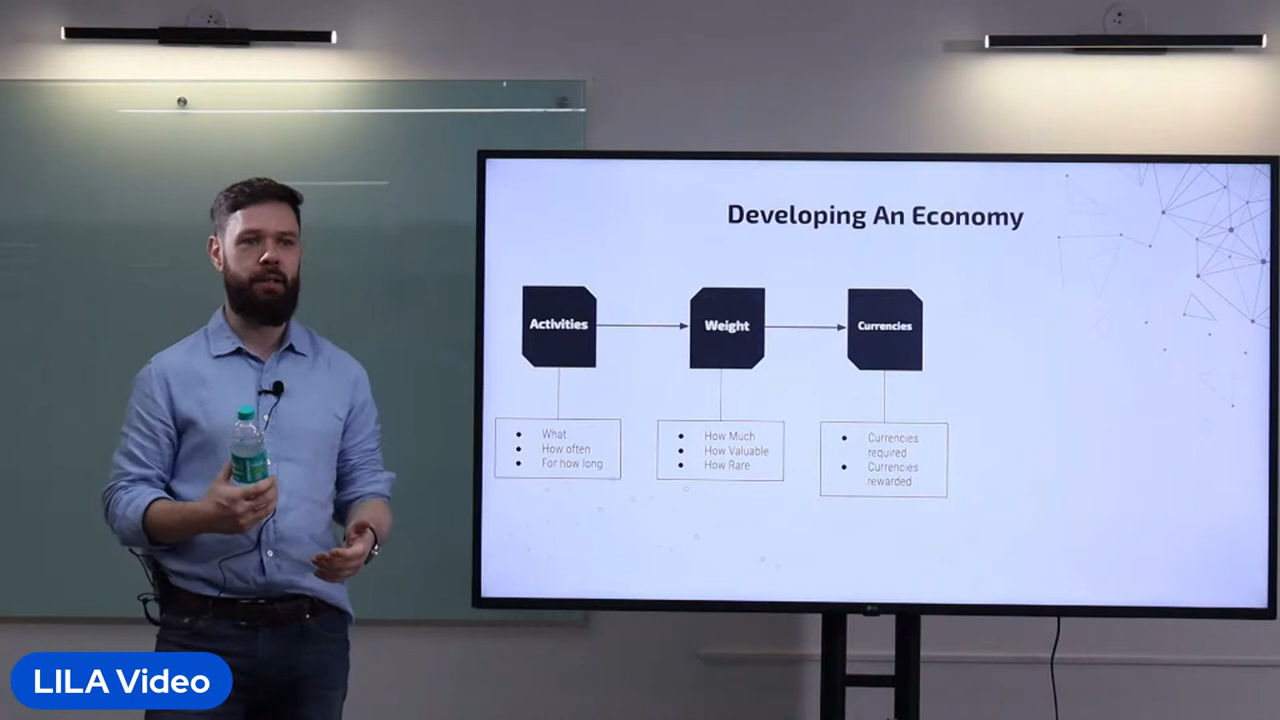 Developing An Economy
Activities
Weight
Currencies
What
How often
For how long
How Much
How Valuable
How Rare
Currencies
required
Currencies
rewarded
LG
LILA Video